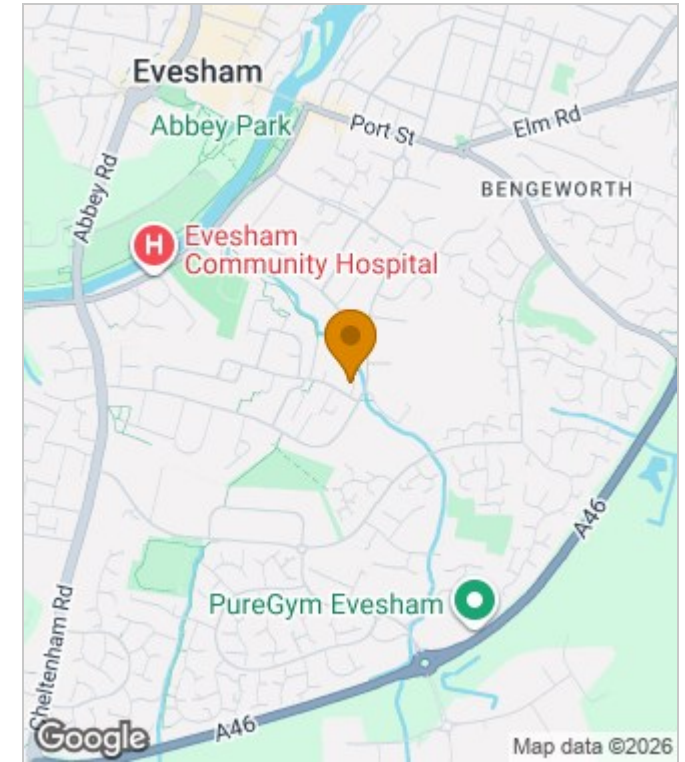 Evesham
Abbey Park
Port St
Elm Rd
BENGEWORTH
Abbey Rd
H
Evesham
Community Hospital
A46
PureGym Evesham
Cheltenham Rd
A46
Google
Map data ©2026